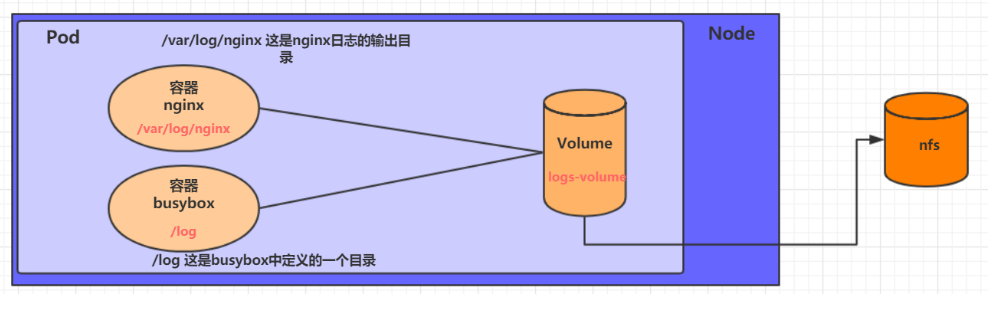 Pod
/var/log/nginx 这是nginx日志的输出目
录
Node
容器
nginx
/var/log/nginx
Volume
logs-volume
nfs
容器
busybox
/log
/log 这是busybox中定义的一个目录